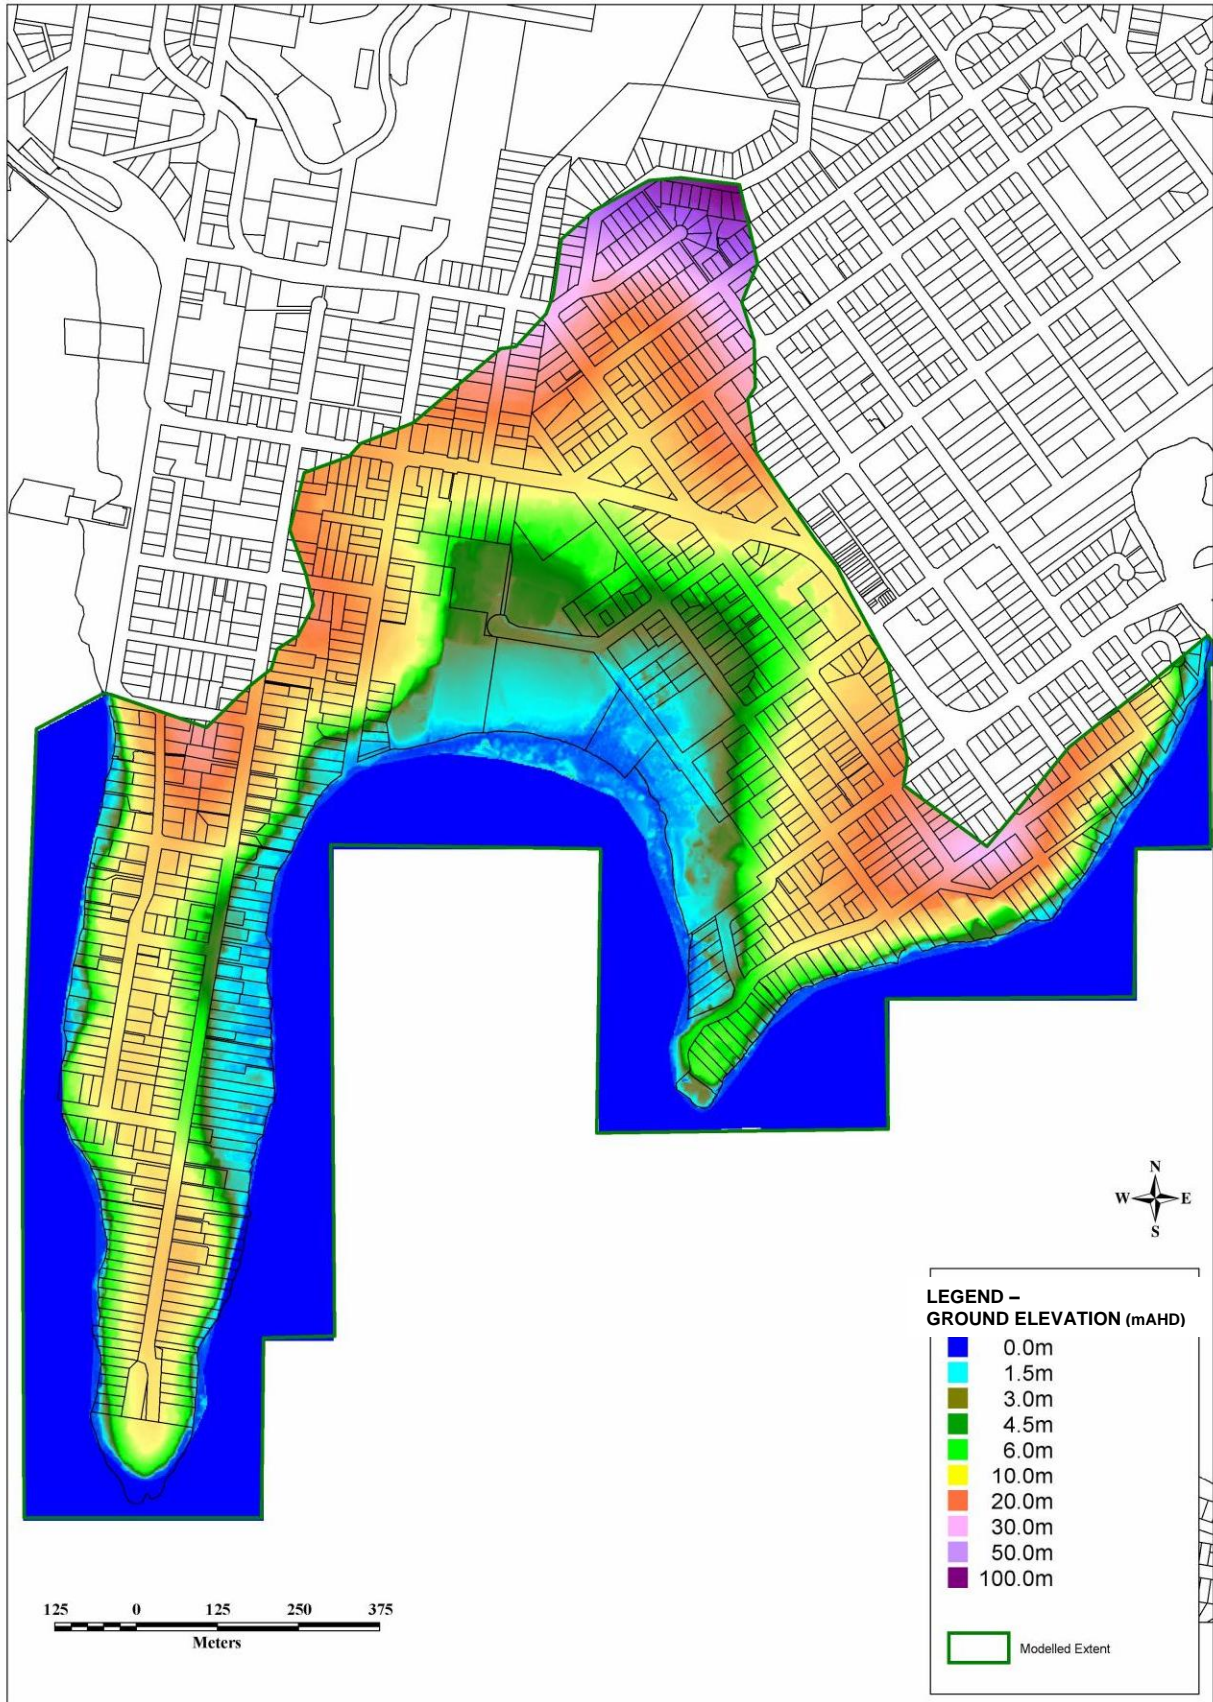 N
W E
S
LEGEND –
GROUND ELEVATION (mAHD)
0.0m
1.5m
3.0m
4.5m
6.0m
10.0m
20.0m
30.0m
50.0m
100.0m
Modelled Extent
125 0 125 250 375
Meters